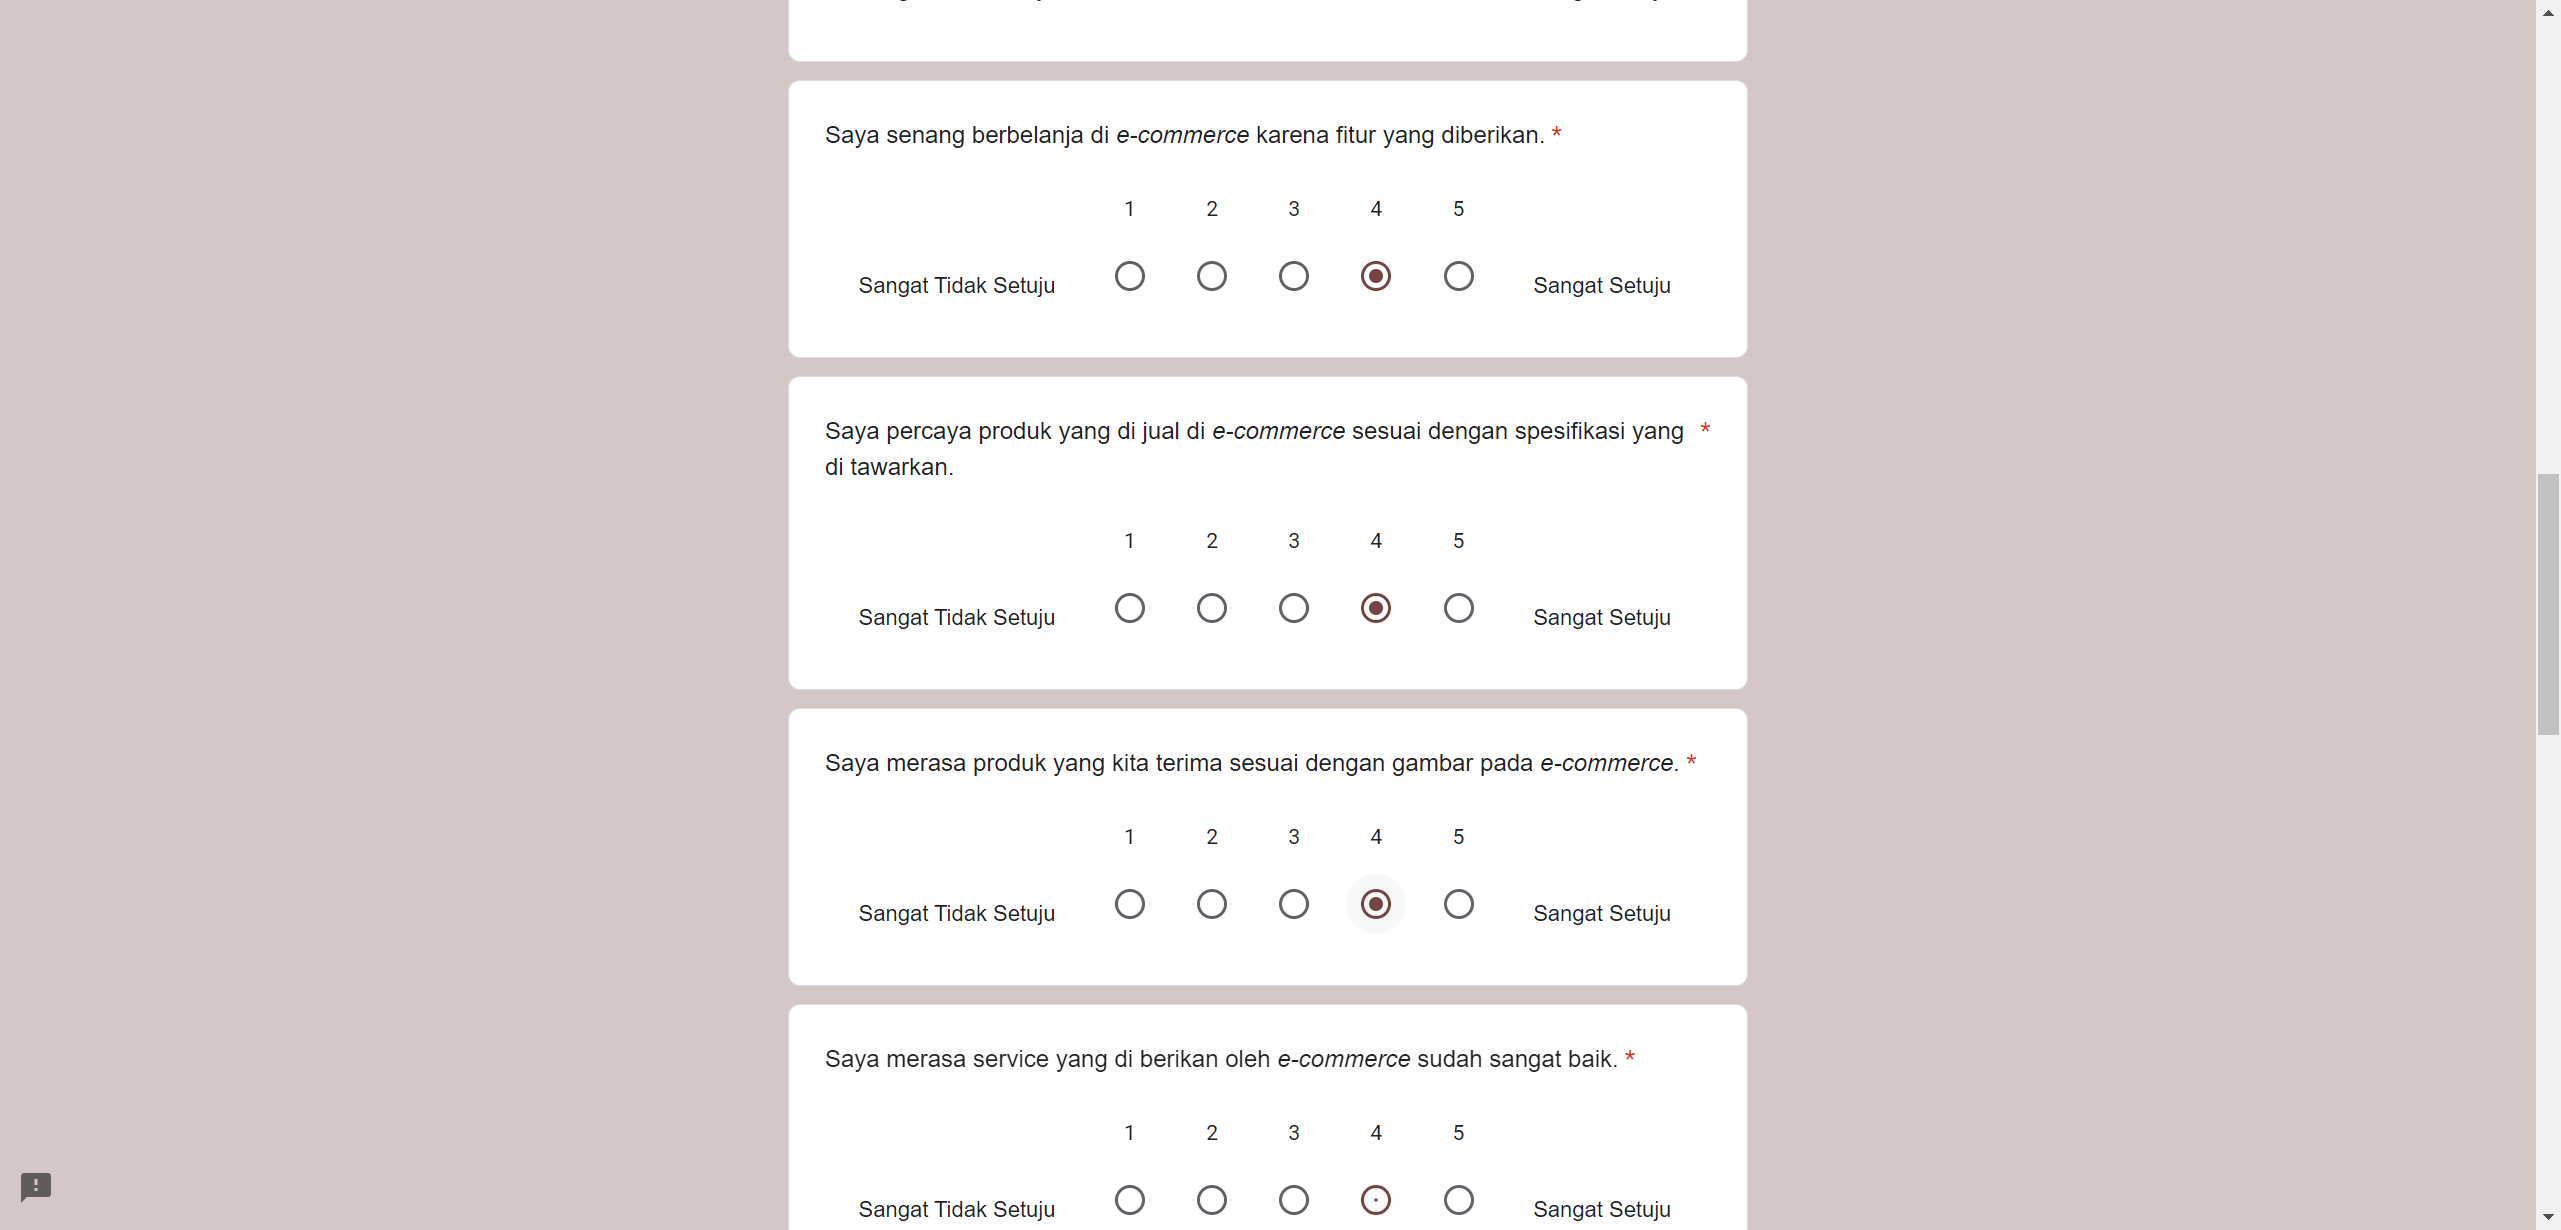 Saya senang berbelanja di e-commerce karena fitur yang diberikan. *
1 2 3 4 5
Sangat Tidak Setuju Sangat Setuju
Saya percaya produk yang di jual di e-commerce sesuai dengan spesifikasi yang *
di tawarkan.
1 2 3 4 5
Sangat Tidak Setuju Sangat Setuju
Saya merasa produk yang kita terima sesuai dengan gambar pada e-commerce. *
1 2 3 4 5
Sangat Tidak Setuju Sangat Setuju
Saya merasa service yang di berikan oleh e-commerce sudah sangat baik. *
1 2 3 4 5
Sangat Tidak Setuju Sangat Setuju